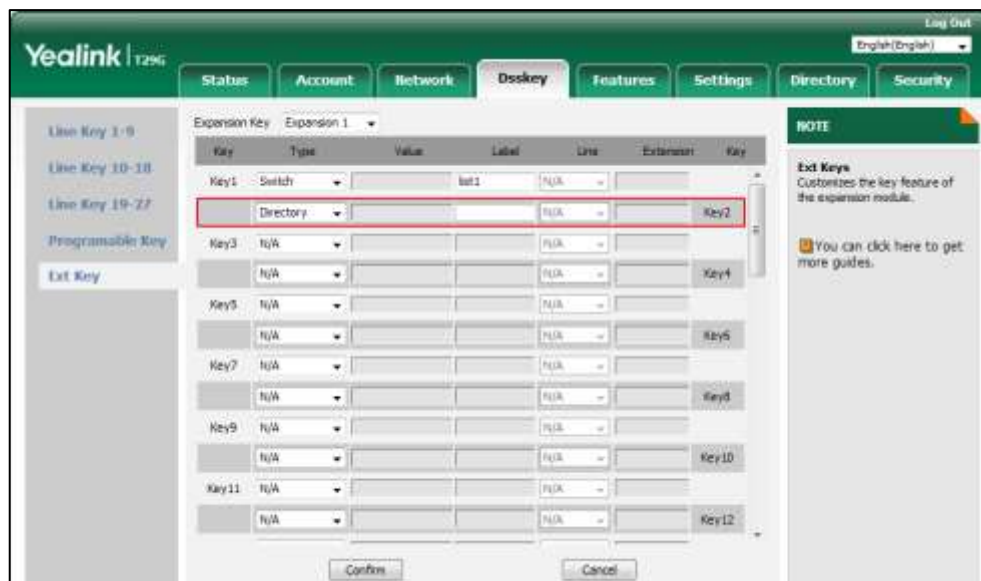 Log Out
Yealink T29G
English(English)
Status Account Network Dsskey Features Settings Directory Security
Line Key 1-9
Line Key 10-18
Line Key 19-27
Programable Key
Ext Key
Expansion Key Expansion 1
Key Type Value Label Line Extension Key
Key1 Switch list1 N/A
Directory N/A Key2
Key3 N/A N/A
N/A N/A Key4
Key5 N/A N/A
N/A N/A Key6
Key7 N/A N/A
N/A N/A Key8
Key9 N/A N/A
N/A N/A Key10
Key11 N/A N/A
N/A N/A Key12
Confirm Cancel
NOTE
Ext Keys
Customizes the key feature of
the expansion module.
You can click here to get
more guides.